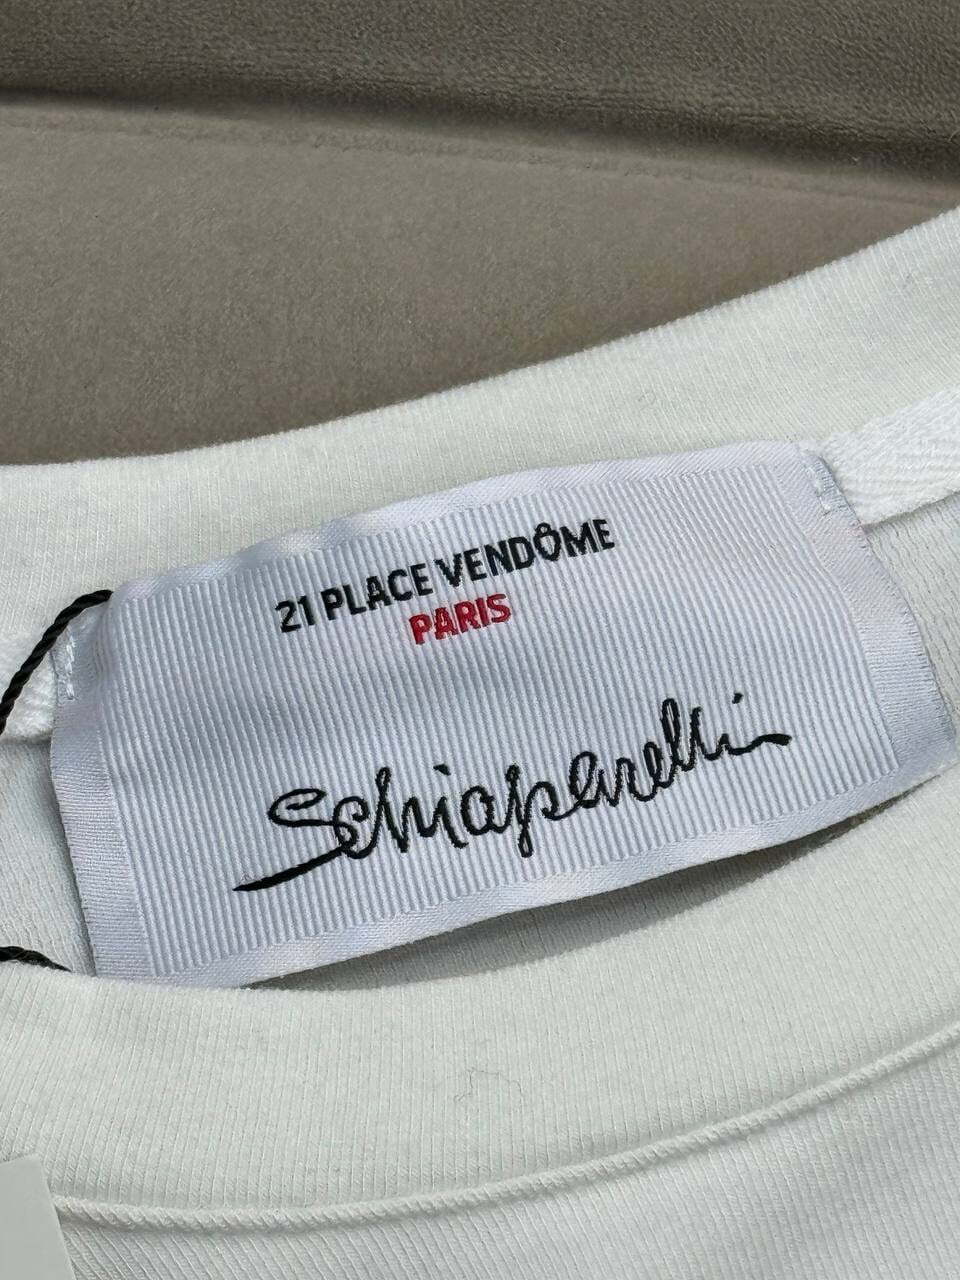 21 PLACE VENDÔME
PARIS
Schiaparelli